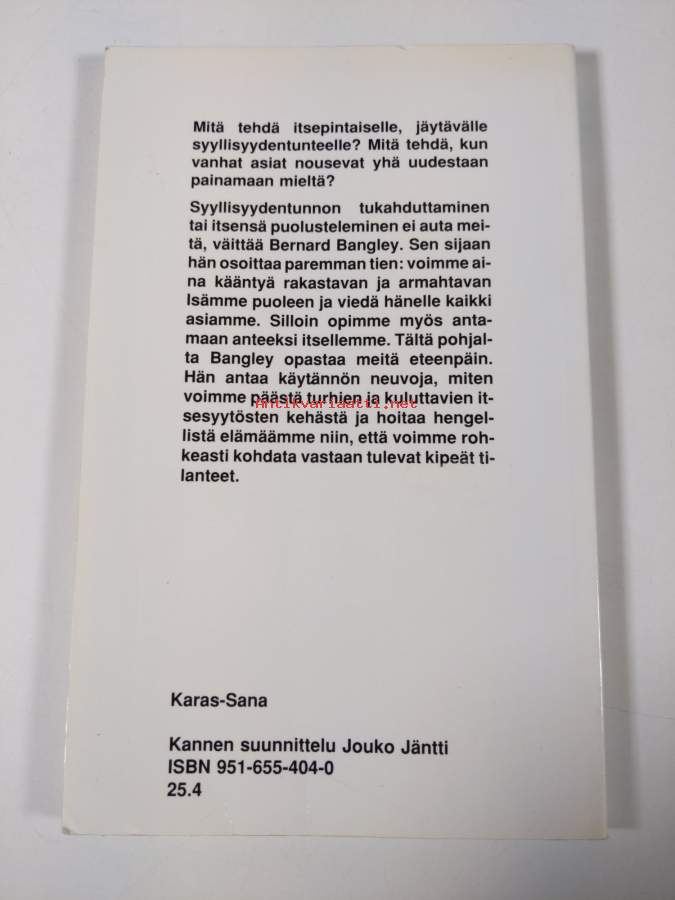 Mitä tehdä itsepintaiselle, jäytävälle
syyllisyydentunteelle? Mitä tehdä, kun
vanhat asiat nousevat yhä uudestaan
painamaan mieltä?
Syyllisyydentunnon tukahduttaminen
tai itsensä puolusteleminen ei auta mei-
tä, väittää Bernard Bangley. Sen sijaan
hän osoittaa paremman tien: voimme ai-
na kääntyä rakastavan ja armahtavan
Isämme puoleen ja viedä hänelle kaikki
asiamme. Silloin opimme myös anta-
maan anteeksi itsellemme. Tältä pohjal-
ta Bangley opastaa meitä eteenpäin.
Hän antaa käytännön neuvoja, miten
voimme päästä turhien ja kuluttavien it-
Antikvariaatti.net
sesyytösten kehästä ja hoitaa hengel-
listä elämäämme niin, että voimme roh-
keasti kohdata vastaan tulevat kipeät ti-
lanteet.
Karas-Sana
Kannen suunnittelu Jouko Jäntti
ISBN 951-655-404-0
25.4